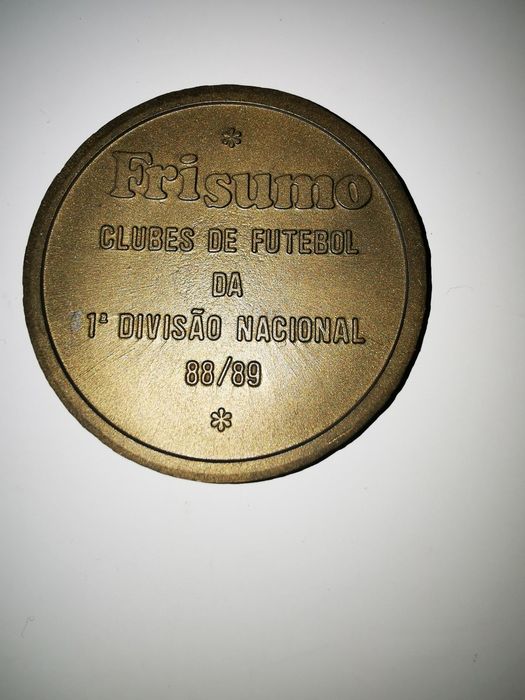 Frisumo
CLUBES DE FUTEBOL
DA
1ª DIVISÃO NACIONAL
88/89